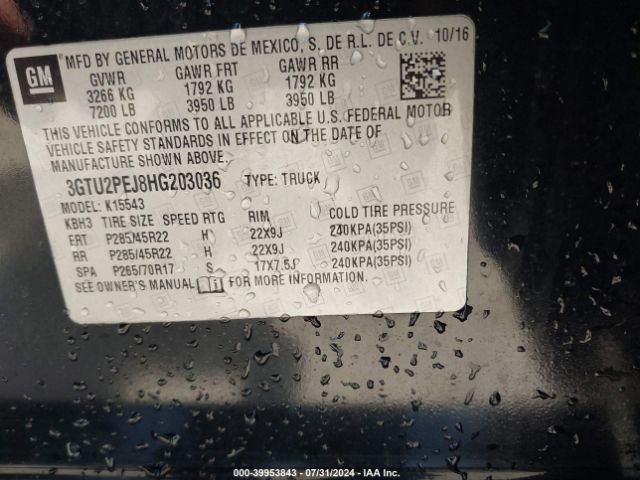 GM
MFD BY GENERAL MOTORS DE MEXICO, S, DE R.L. DE C.V. 10/16
GVWR GAWR FRT GAWR RR
3266 KG 1792 KG 1792 KG
7200 LB 3950 LB 3950 LB
THIS VEHICLE CONFORMS TO ALL APPLICABLE U.S. FEDERAL MOTOR
VEHICLE SAFETY STANDARDS IN EFFECT ON THE DATE OF
MANUFACTURE SHOWN ABOVE.
3GTU2PEJ8HG203036 TYPE: TRUCK
MODEL: K15543
KBH3 TIRE SIZE SPEED RTG RIM COLD TIRE PRESSURE
FRT P285/45R22 H 22X9J 240KPA(35PSI)
RR P285/45R22 H 22X9J 240KPA(35PSI)
SPA P265/70R17 S 17X7.5J 240KPA(35PSI)
SEE OWNER'S MANUAL FOR MORE INFORMATION.
3-39953843 - 07/31/2024 - IAA Inc.